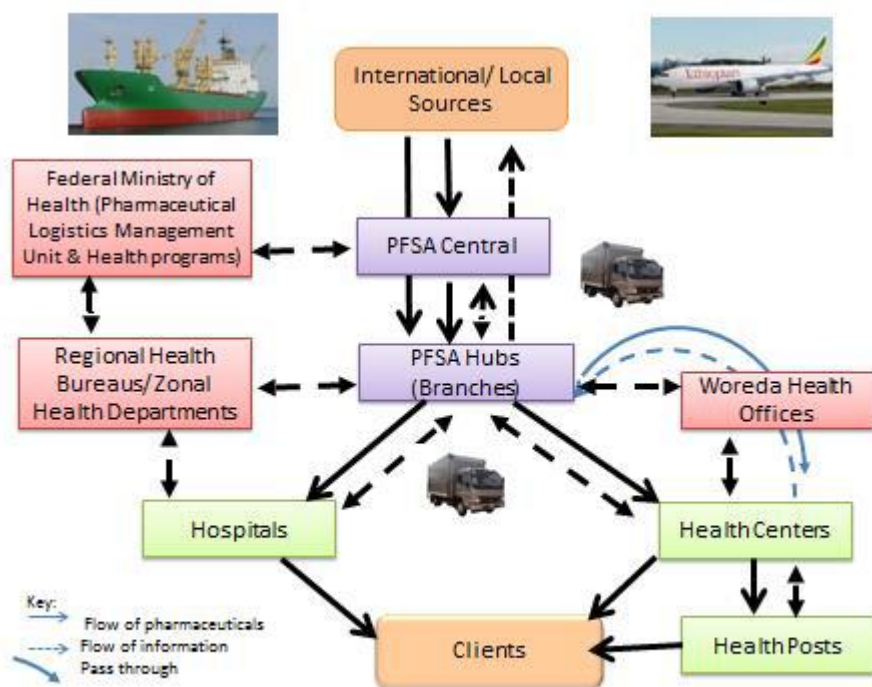 International/ Local
Sources
Ethiopian
Federal Ministry of
Health (Pharmaceutical
Logistics Management
Unit & Health programs)
PFSA Central
Regional Health
Bureaus/ Zonal
Health Departments
PFSA Hubs
(Branches)
Woreda Health
Offices
Hospitals
Health Centers
Key:
Flow of pharmaceuticals
Flow of information
Pass through
Clients
Health Posts